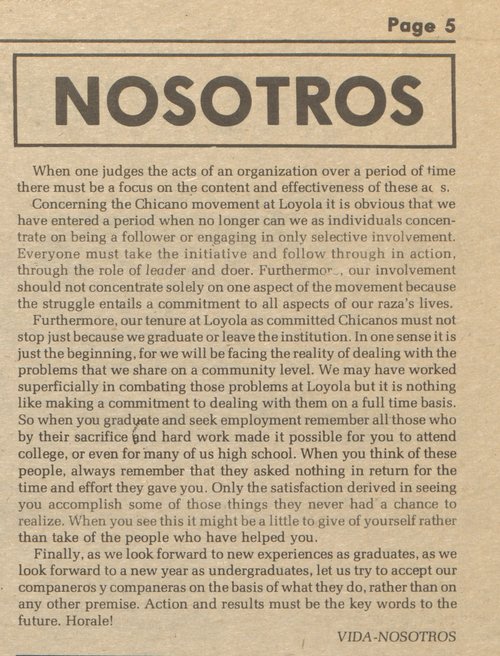 Page 5
NOSOTROS
When one judges the acts of an organization over a period of time
there must be a focus on the content and effectiveness of these ac s.
Concerning the Chicano movement at Loyola it is obvious that we
have entered a period when no longer can we as individuals concen-
trate on being a follower or engaging in only selective involvement.
Everyone must take the initiative and follow through in action,
through the role of leader and doer. Furthermor , our involvement
should not concentrate solely on one aspect of the movement because
the struggle entails a commitment to all aspects of our raza's lives.
Furthermore, our tenure at Loyola as committed Chicanos must not
stop just because we graduate or leave the institution. In one sense it is
just the beginning, for we will be facing the reality of dealing with the
problems that we share on a community level. We may have worked
superficially in combating those problems at Loyola but it is nothing
like making a commitment to dealing with them on a full time basis.
So when you graduate and seek employment remember all those who
by their sacrifice and hard work made it possible for you to attend
college, or even for many of us high school. When you think of these
people, always remember that they asked nothing in return for the
time and effort they gave you. Only the satisfaction derived in seeing
you accomplish some of those things they never had a chance to
realize. When you see this it might be a little to give of yourself rather
than take of the people who have helped you.
Finally, as we look forward to new experiences as graduates, as we
look forward to a new year as undergraduates, let us try to accept our
companeros y companeras on the basis of what they do, rather than on
any other premise. Action and results must be the key words to the
future. Horale!
VIDA-NOSOTROS